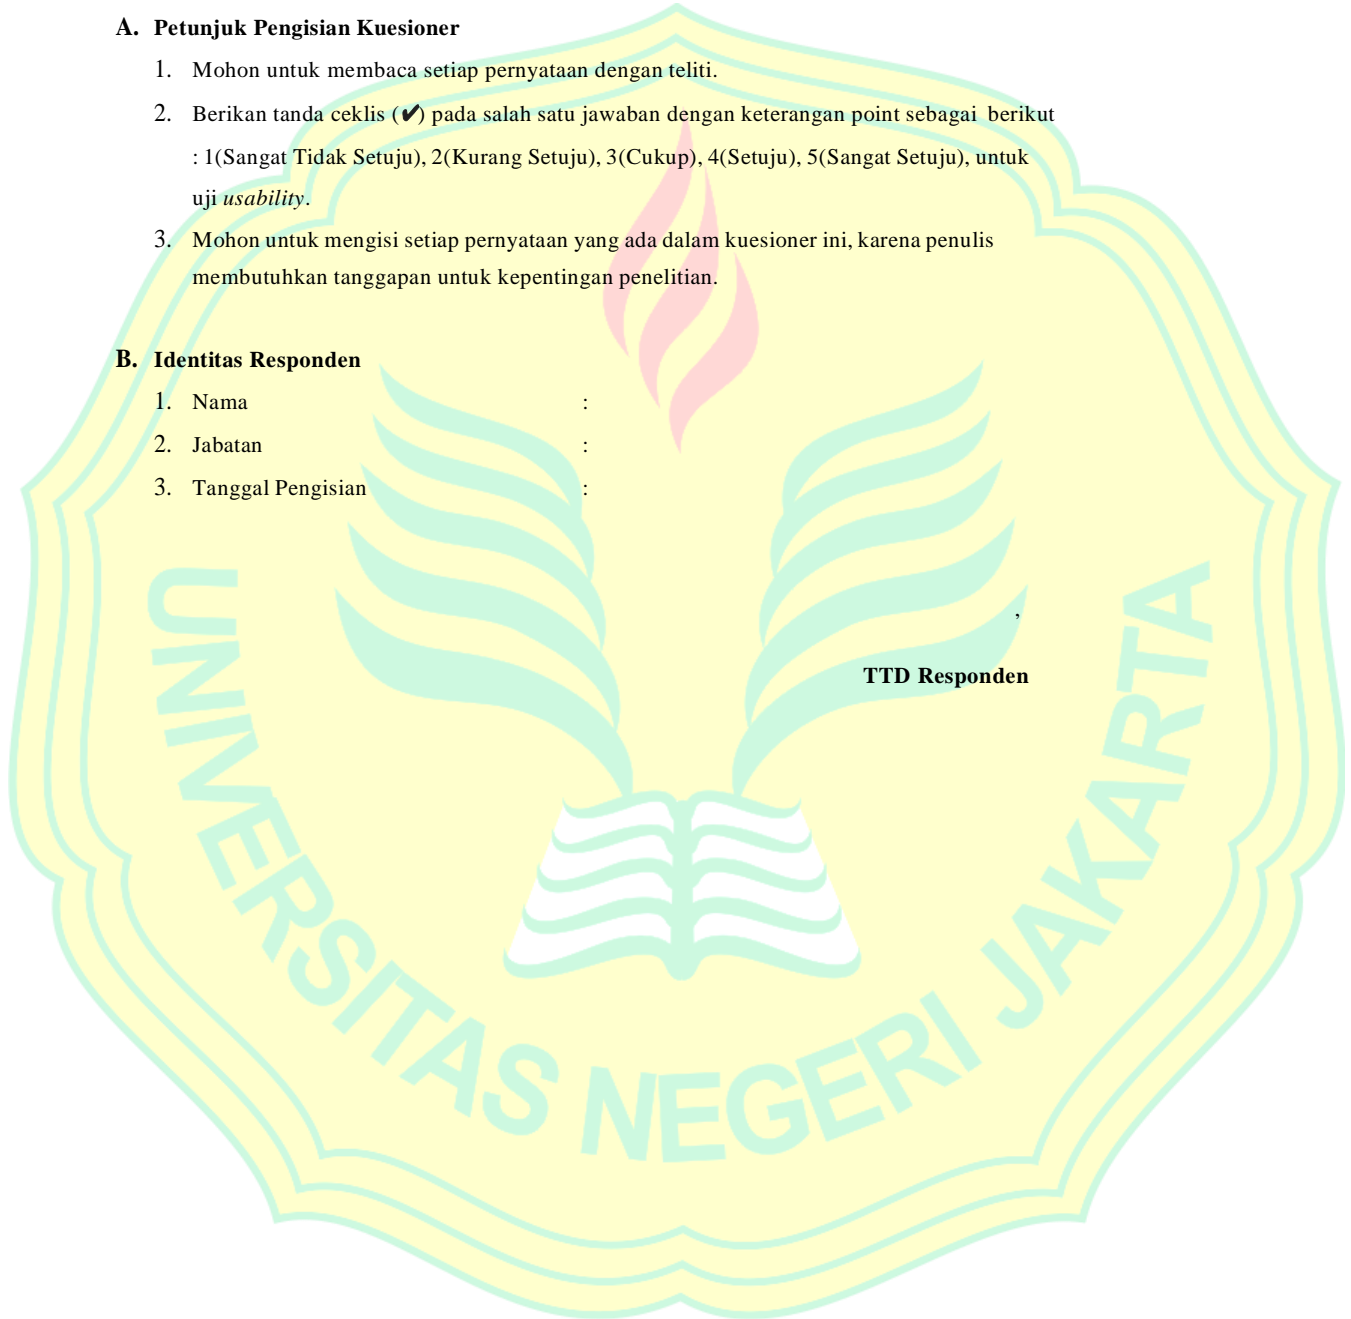 A. Petunjuk Pengisian Kuesioner
1. Mohon untuk membaca setiap pernyataan dengan teliti.
2. Berikan tanda ceklis (✔) pada salah satu jawaban dengan keterangan point sebagai berikut
: 1(Sangat Tidak Setuju), 2(Kurang Setuju), 3(Cukup), 4(Setuju), 5(Sangat Setuju), untuk
uji usability.
3. Mohon untuk mengisi setiap pernyataan yang ada dalam kuesioner ini, karena penulis
membutuhkan tanggapan untuk kepentingan penelitian.
B. Identitas Responden
1. Nama :
2. Jabatan :
3. Tanggal Pengisian :
,
TTD Responden
UNIVERSITAS NEGERI JAKARTA